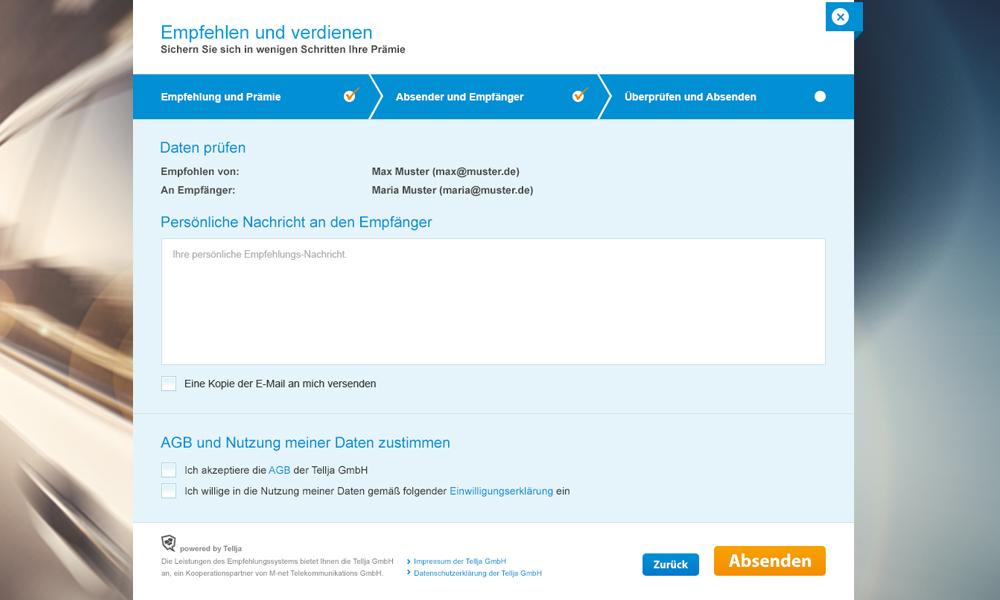 Empfehlen und verdienen
Sichern Sie sich in wenigen Schritten Ihre Prämie
Empfehlung und Prämie
Absender und Empfänger
Überprüfen und Absenden
Daten prüfen
Empfohlen von: Max Muster (max@muster.de)
An Empfänger: Maria Muster (maria@muster.de)
Persönliche Nachricht an den Empfänger
Ihre persönliche Empfehlungs-Nachricht.
Eine Kopie der E-Mail an mich versenden
AGB und Nutzung meiner Daten zustimmen
Ich akzeptiere die AGB der Tellja GmbH
Ich willige in die Nutzung meiner Daten gemäß folgender Einwilligungserklärung ein
powered by Tellja
Die Leistungen des Empfehlungssystems bietet Ihnen die Tellja GmbH
an, ein Kooperationspartner von M-net Telekommunikations GmbH.
Impressum der Tellja GmbH
Datenschutzerklärung der Tellja GmbH
Zurück
Absenden